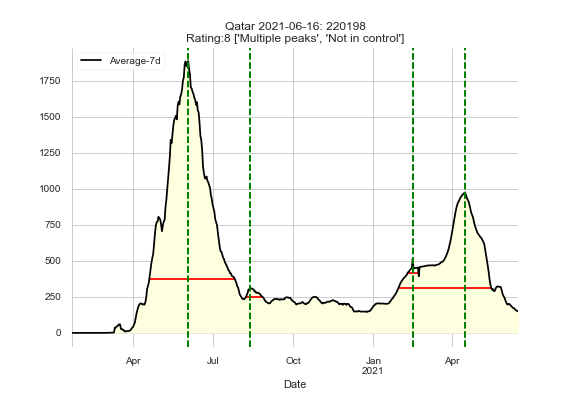 Qatar 2021-06-16: 220198
Rating:8 ['Multiple peaks', 'Not in control']
Average-7d
1750
1500
1250
1000
750
500
250
0
Apr
Jul
Oct
Jan
2021
Apr
Date